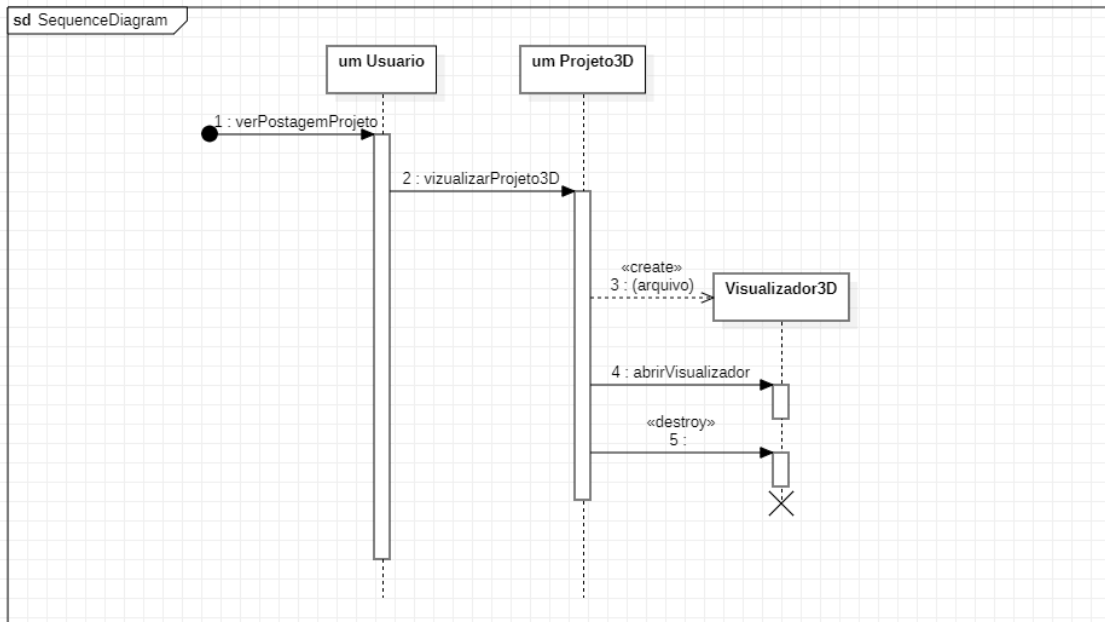 sd SequenceDiagram
um Usuario
um Projeto3D
1 : verPostagemProjeto
2 : vizualizarProjeto3D
«create»
3 : (arquivo)
Visualizador3D
4 : abrirVisualizador
«destroy»
5 :